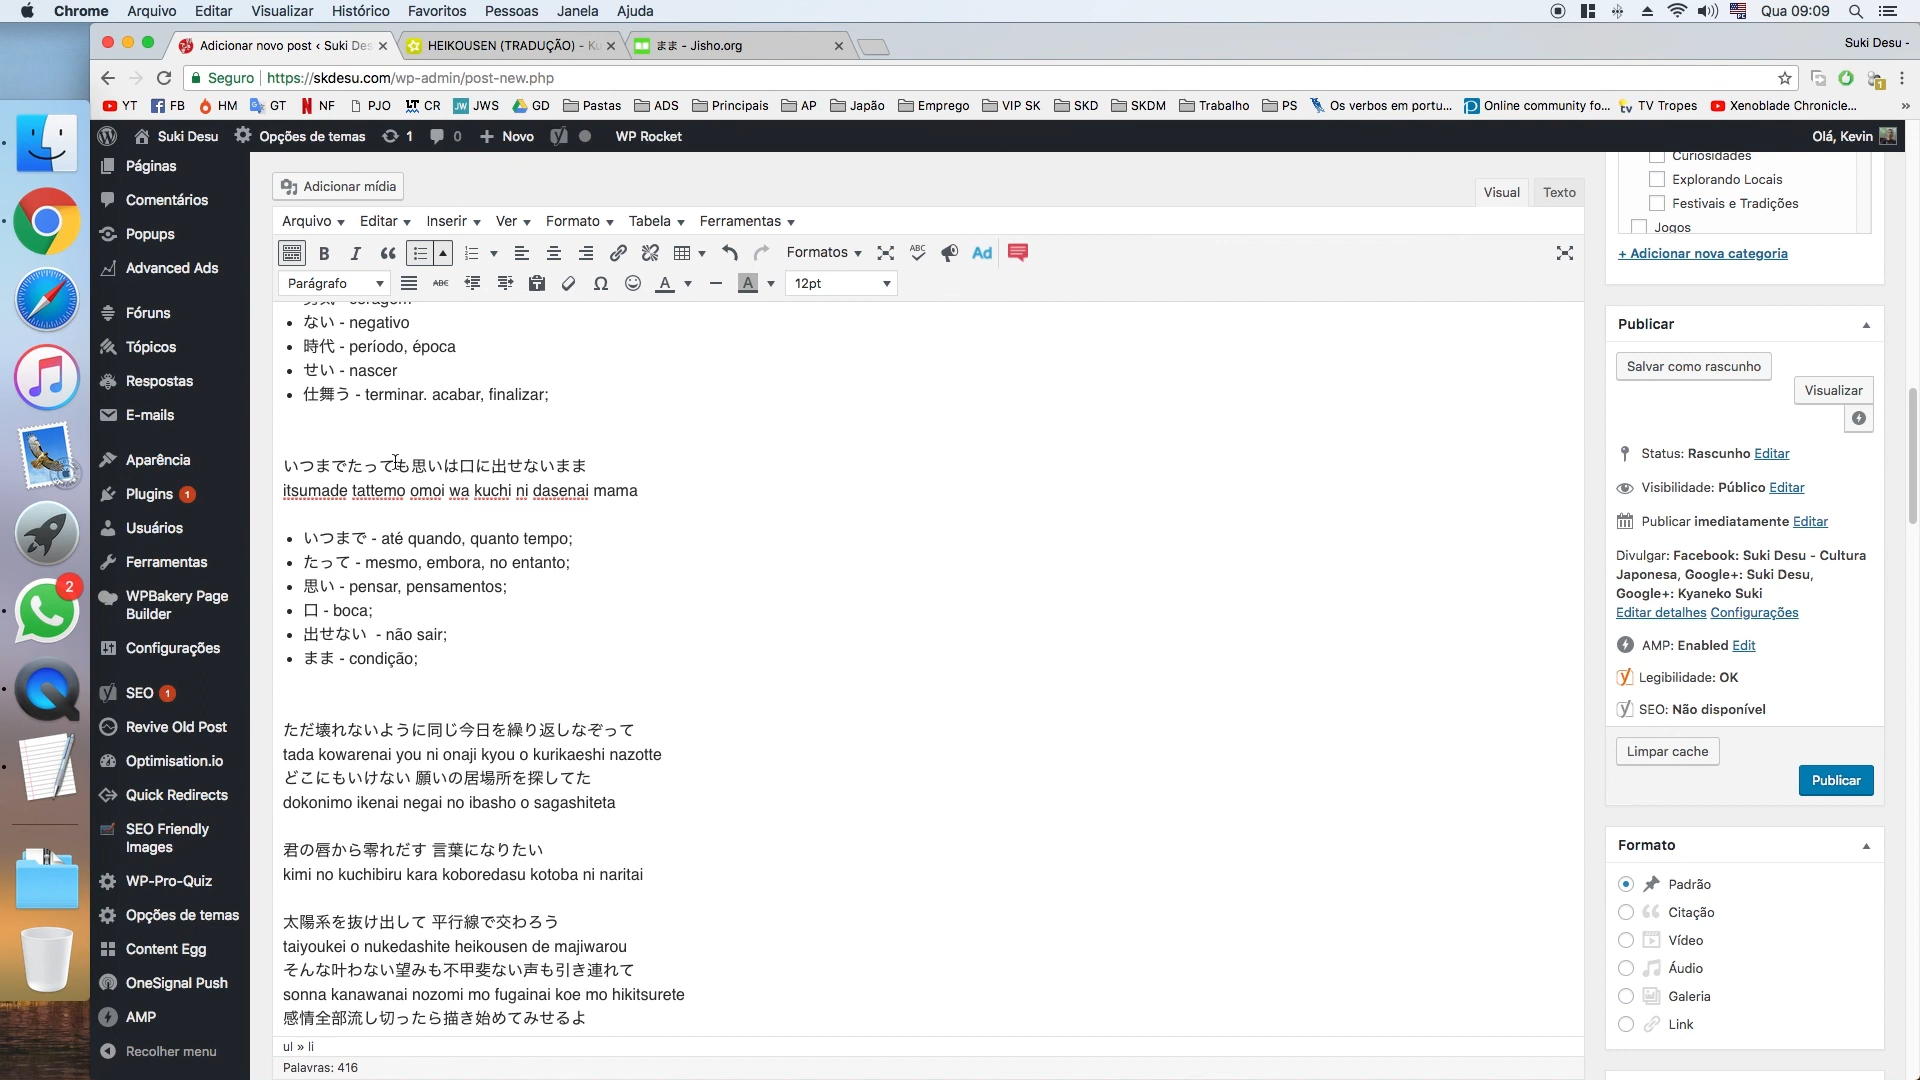 Chrome Arquivo Editar Visualizar Histórico Favoritos Pessoas Janela Ajuda Qua 09:09
Adicionar novo post ‹ Suki Des HEIKOUSEN (TRADUÇÃO) - Ku まま - Jisho.org Suki Desu -
Seguro https://skdesu.com/wp-admin/post-new.php
YT FB HM GT NF PJO CR JWS GD Pastas ADS Principais AP Japão Emprego VIP SK SKD SKDM Trabalho PS Os verbos em portu... Online community fo... TV Tropes Xenoblade Chronicle... »
Suki Desu Opções de temas 1 0 Novo WP Rocket Olá, Kevin
Páginas
Comentários
Popups
Advanced Ads
Fóruns
Tópicos
Respostas
E-mails
Aparência
Plugins 1
Usuários
Ferramentas
WPBakery Page
Builder
Configurações
SEO 1
Revive Old Post
Optimisation.io
Quick Redirects
SEO Friendly
Images
WP-Pro-Quiz
Opções de temas
Content Egg
OneSignal Push
AMP
Recolher menu
2
Adicionar mídia
Visual Texto
Arquivo Editar Inserir Ver Formato Tabela Ferramentas
Formatos Ad
Parágrafo 12pt
勇気 - coragem
• ない - negativo
• 時代 - período, época
• せい - nascer
• 仕舞う - terminar. acabar, finalizar;
いつまでたっても思いは口に出せないまま
itsumade tattemo omoi wa kuchi ni dasenai mama
• いつまで - até quando, quanto tempo;
• たって - mesmo, embora, no entanto;
• 思い - pensar, pensamentos;
• 口 - boca;
• 出せない - não sair;
• まま - condição;
ただ壊れないように同じ今日を繰り返しなぞって
tada kowarenai you ni onaji kyou o kurikaeshi nazotte
どこにもいけない 願いの居場所を探してた
dokonimo ikenai negai no ibasho o sagashiteta
君の唇から零れだす 言葉になりたい
kimi no kuchibiru kara koboredasu kotoba ni naritai
太陽系を抜け出して 平行線で交わろう
taiyoukei o nukedashite heikousen de majiwarou
そんな叶わない望みも不甲斐ない声も引き連れて
sonna kanawanai nozomi mo fugainai koe mo hikitsurete
感情全部流し切ったら描き始めてみせるよ
ul » li
Palavras: 416
Curiosidades
Explorando Locais
Festivais e Tradições
Jogos
+ Adicionar nova categoria
Publicar
Salvar como rascunho
Visualizar
Status: Rascunho Editar
Visibilidade: Público Editar
Publicar imediatamente Editar
Divulgar: Facebook: Suki Desu - Cultura
Japonesa, Google+: Suki Desu,
Google+: Kyaneko Suki
Editar detalhes Configurações
AMP: Enabled Edit
Legibilidade: OK
SEO: Não disponível
Limpar cache
Publicar
Formato
Padrão
Citação
Vídeo
Áudio
Galeria
Link